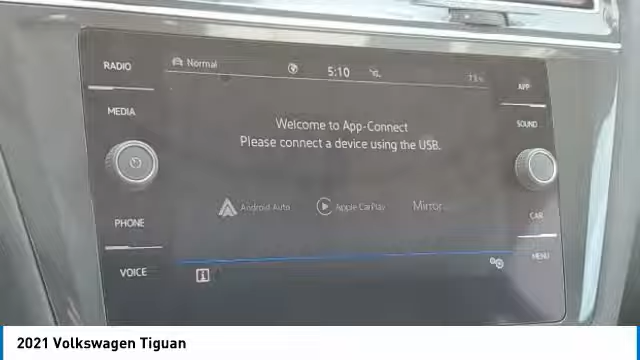 RADIO
MEDIA
PHONE
VOICE
Normal
5:10
Welcome to App-Connect
Please connect a device using the USB.
Android Auto
Apple CarPlay
Mirror
APP
SOUND
CAR
MENU
2021 Volkswagen Tiguan